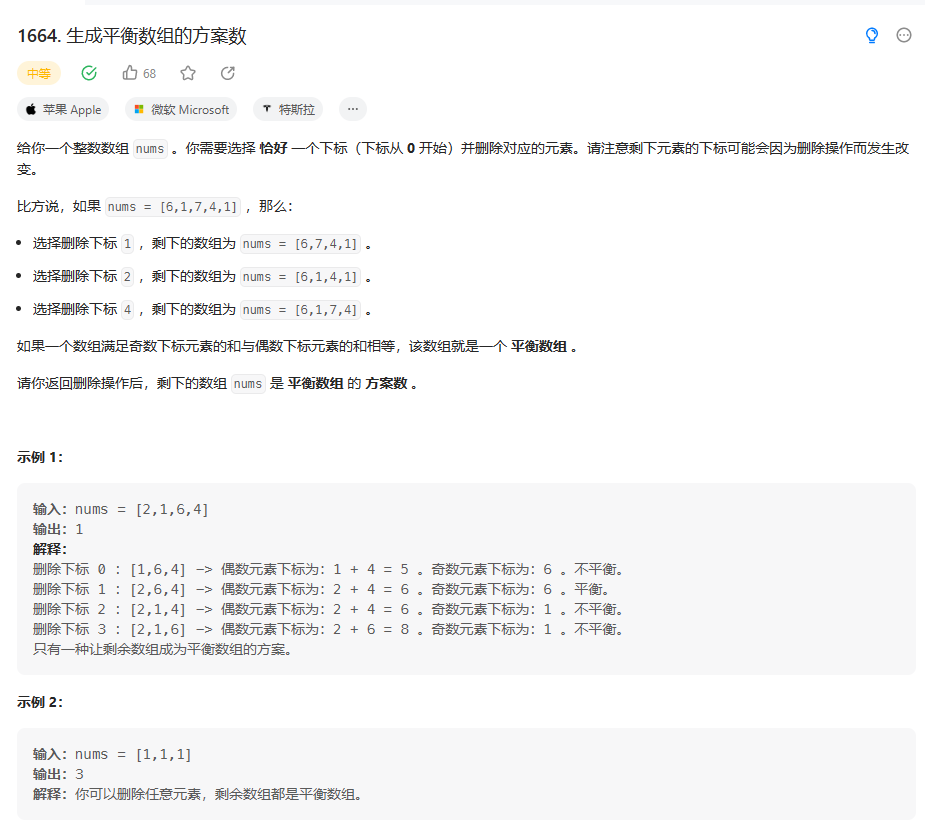 1664. 生成平衡数组的方案数
中等 68
苹果 Apple 微软 Microsoft 特斯拉 ...
给你一个整数数组 nums 。你需要选择 恰好 一个下标（下标从 0 开始）并删除对应的元素。请注意剩下元素的下标可能会因为删除操作而发生改
变。
比方说，如果 nums = [6,1,7,4,1] ，那么：
• 选择删除下标 1 ，剩下的数组为 nums = [6,7,4,1] 。
• 选择删除下标 2 ，剩下的数组为 nums = [6,1,4,1] 。
• 选择删除下标 4 ，剩下的数组为 nums = [6,1,7,4] 。
如果一个数组满足奇数下标元素的和与偶数下标元素的和相等，该数组就是一个 平衡数组 。
请你返回删除操作后，剩下的数组 nums 是 平衡数组 的 方案数 。
示例 1：
输入：nums = [2,1,6,4]
输出：1
解释：
删除下标 0 : [1,6,4] -> 偶数元素下标为：1 + 4 = 5 。奇数元素下标为：6 。不平衡。
删除下标 1 : [2,6,4] -> 偶数元素下标为：2 + 4 = 6 。奇数元素下标为：6 。平衡。
删除下标 2 : [2,1,4] -> 偶数元素下标为：2 + 4 = 6 。奇数元素下标为：1 。不平衡。
删除下标 3 : [2,1,6] -> 偶数元素下标为：2 + 6 = 8 。奇数元素下标为：1 。不平衡。
只有一种让剩余数组成为平衡数组的方案。
示例 2：
输入：nums = [1,1,1]
输出：3
解释：你可以删除任意元素，剩余数组都是平衡数组。